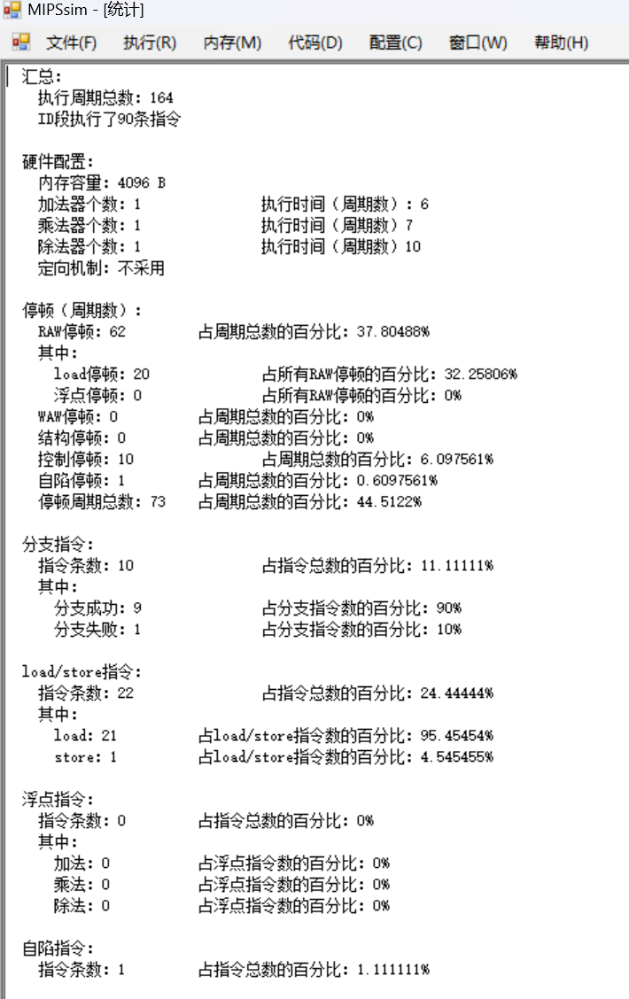 MIPSsim - [统计]
文件(F) 执行(R) 内存(M) 代码(D) 配置(C) 窗口(W) 帮助(H)
汇总:
执行周期总数: 164
ID段执行了90条指令
硬件配置:
内存容量: 4096 B
加法器个数: 1 执行时间（周期数）: 6
乘法器个数: 1 执行时间（周期数）7
除法器个数: 1 执行时间（周期数）10
定向机制: 不采用
停顿（周期数）:
RAW停顿: 62 占周期总数的百分比: 37.80488%
其中:
load停顿: 20 占所有RAW停顿的百分比: 32.25806%
浮点停顿: 0 占所有RAW停顿的百分比: 0%
WAW停顿: 0 占周期总数的百分比: 0%
结构停顿: 0 占周期总数的百分比: 0%
控制停顿: 10 占周期总数的百分比: 6.097561%
自陷停顿: 1 占周期总数的百分比: 0.6097561%
停顿周期总数: 73 占周期总数的百分比: 44.5122%
分支指令:
指令条数: 10 占指令总数的百分比: 11.11111%
其中:
分支成功: 9 占分支指令数的百分比: 90%
分支失败: 1 占分支指令数的百分比: 10%
load/store指令:
指令条数: 22 占指令总数的百分比: 24.44444%
其中:
load: 21 占load/store指令数的百分比: 95.45454%
store: 1 占load/store指令数的百分比: 4.545455%
浮点指令:
指令条数: 0 占指令总数的百分比: 0%
其中:
加法: 0 占浮点指令数的百分比: 0%
乘法: 0 占浮点指令数的百分比: 0%
除法: 0 占浮点指令数的百分比: 0%
自陷指令:
指令条数: 1 占指令总数的百分比: 1.111111%